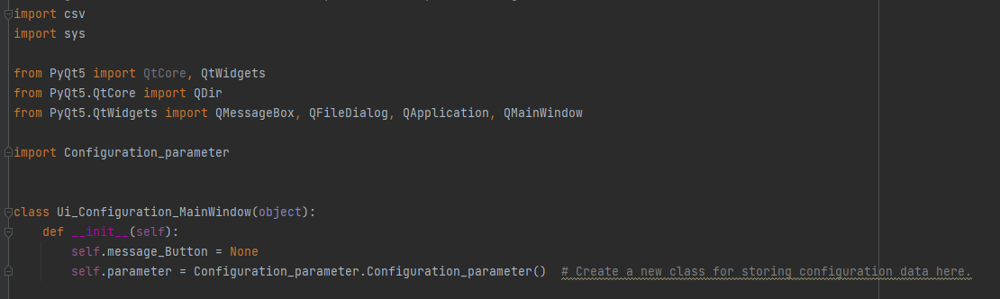 import csv
import sys
from PyQt5 import QtCore, QtWidgets
from PyQt5.QtCore import QDir
from PyQt5.QtWidgets import QMessageBox, QFileDialog, QApplication, QMainWindow
import Configuration_parameter
class Ui_Configuration_MainWindow(object):
    def __init__(self):
        self.message_Button = None
        self.parameter = Configuration_parameter.Configuration_parameter()  # Create a new class for storing configuration data here.